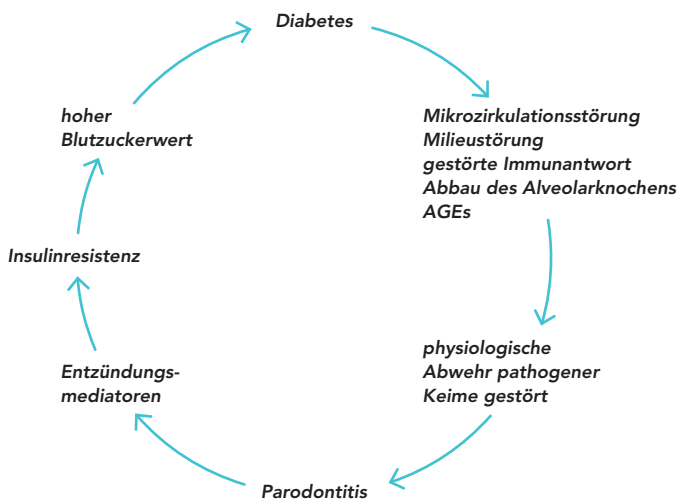 Diabetes
Mikrozirkulationsstörung
Milieustörung
gestörte Immunantwort
Abbau des Alveolarknochens
AGEs
physiologische
Abwehr pathogener
Keime gestört
Parodontitis
Entzündungs-
mediatoren
Insulinresistenz
hoher
Blutzuckerwert